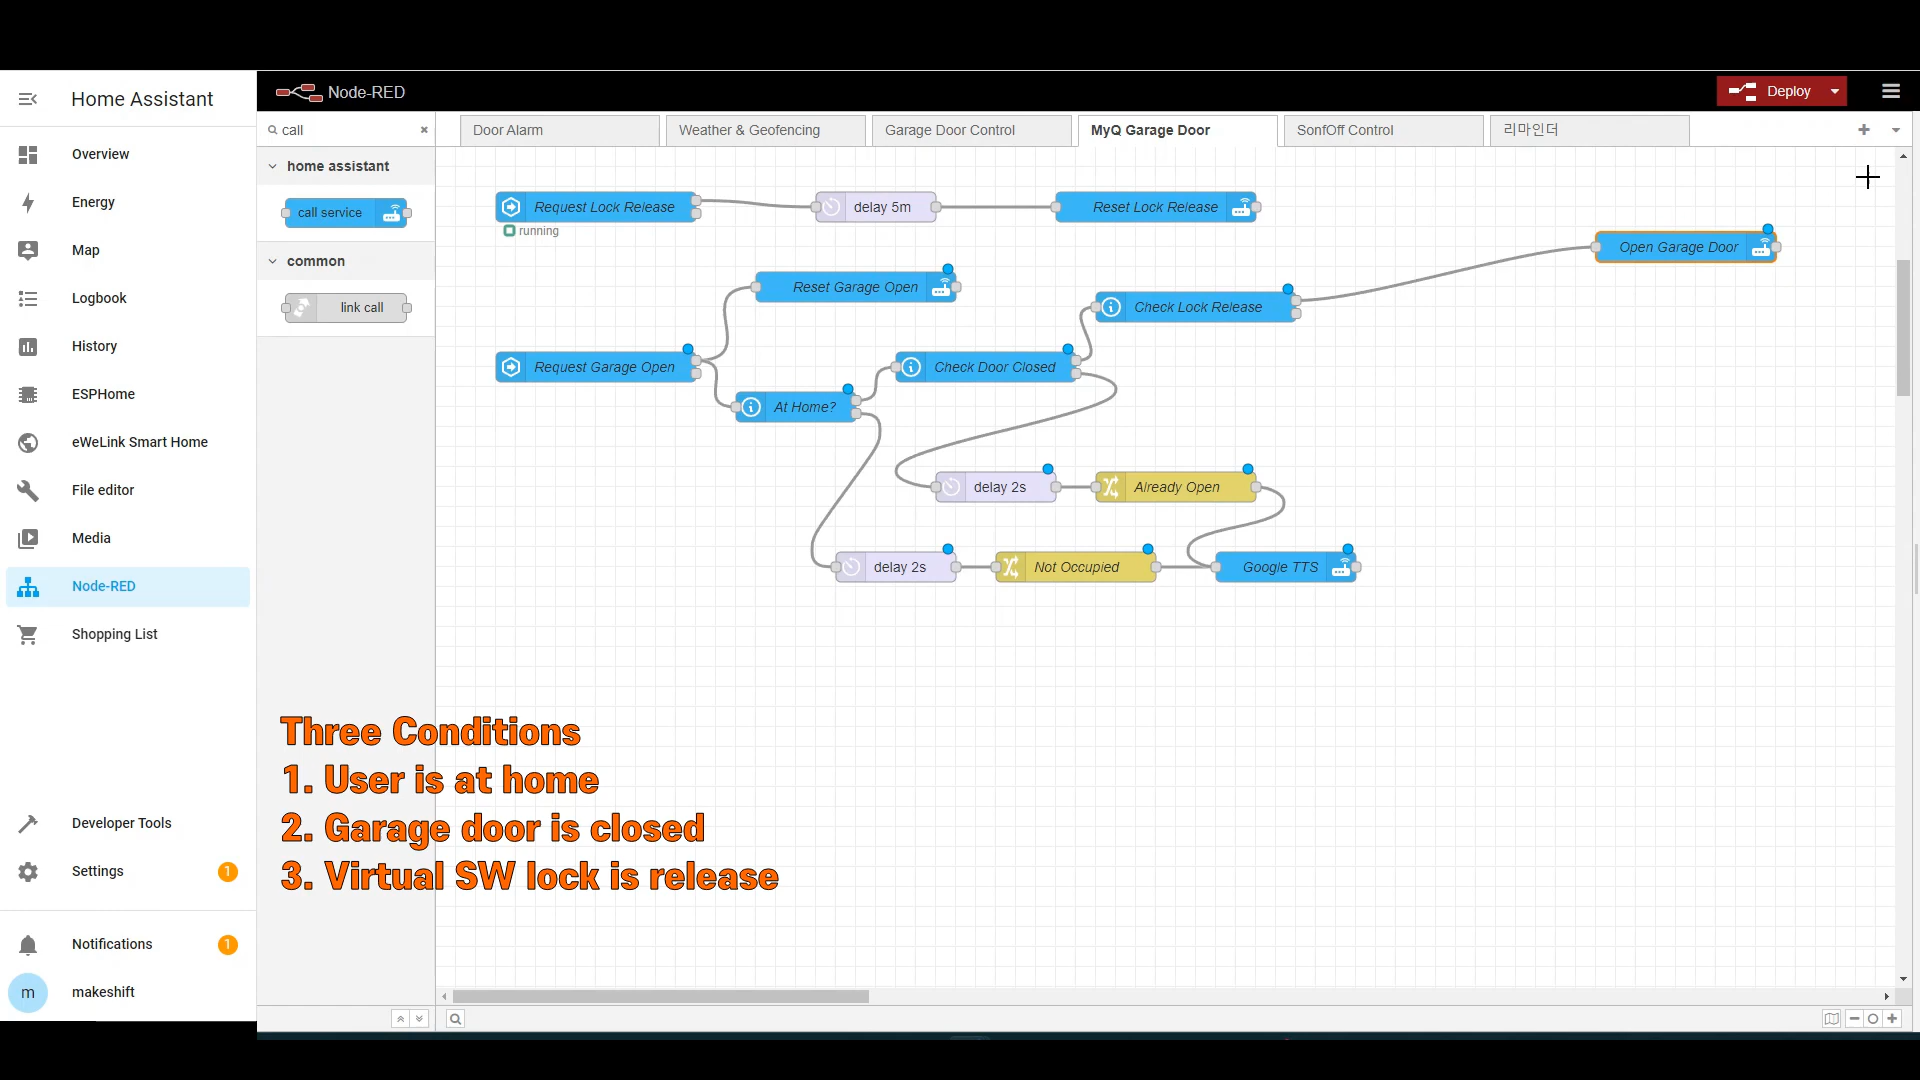 Home Assistant
Overview
Energy
Map
Logbook
History
ESPHome
eWeLink Smart Home
File editor
Media
Node-RED
Shopping List
Developer Tools
Settings
1
Notifications
1
m
makeshift
Node-RED
Deploy
call
home assistant
call service
common
link call
Door Alarm
Weather & Geofencing
Garage Door Control
MyQ Garage Door
SonfOff Control
리마인더
Request Lock Release
running
delay 5m
Reset Lock Release
Open Garage Door
Reset Garage Open
Check Lock Release
Request Garage Open
Check Door Closed
At Home?
delay 2s
Already Open
delay 2s
Not Occupied
Google TTS
Three Conditions
1. User is at home
2. Garage door is closed
3. Virtual SW lock is release